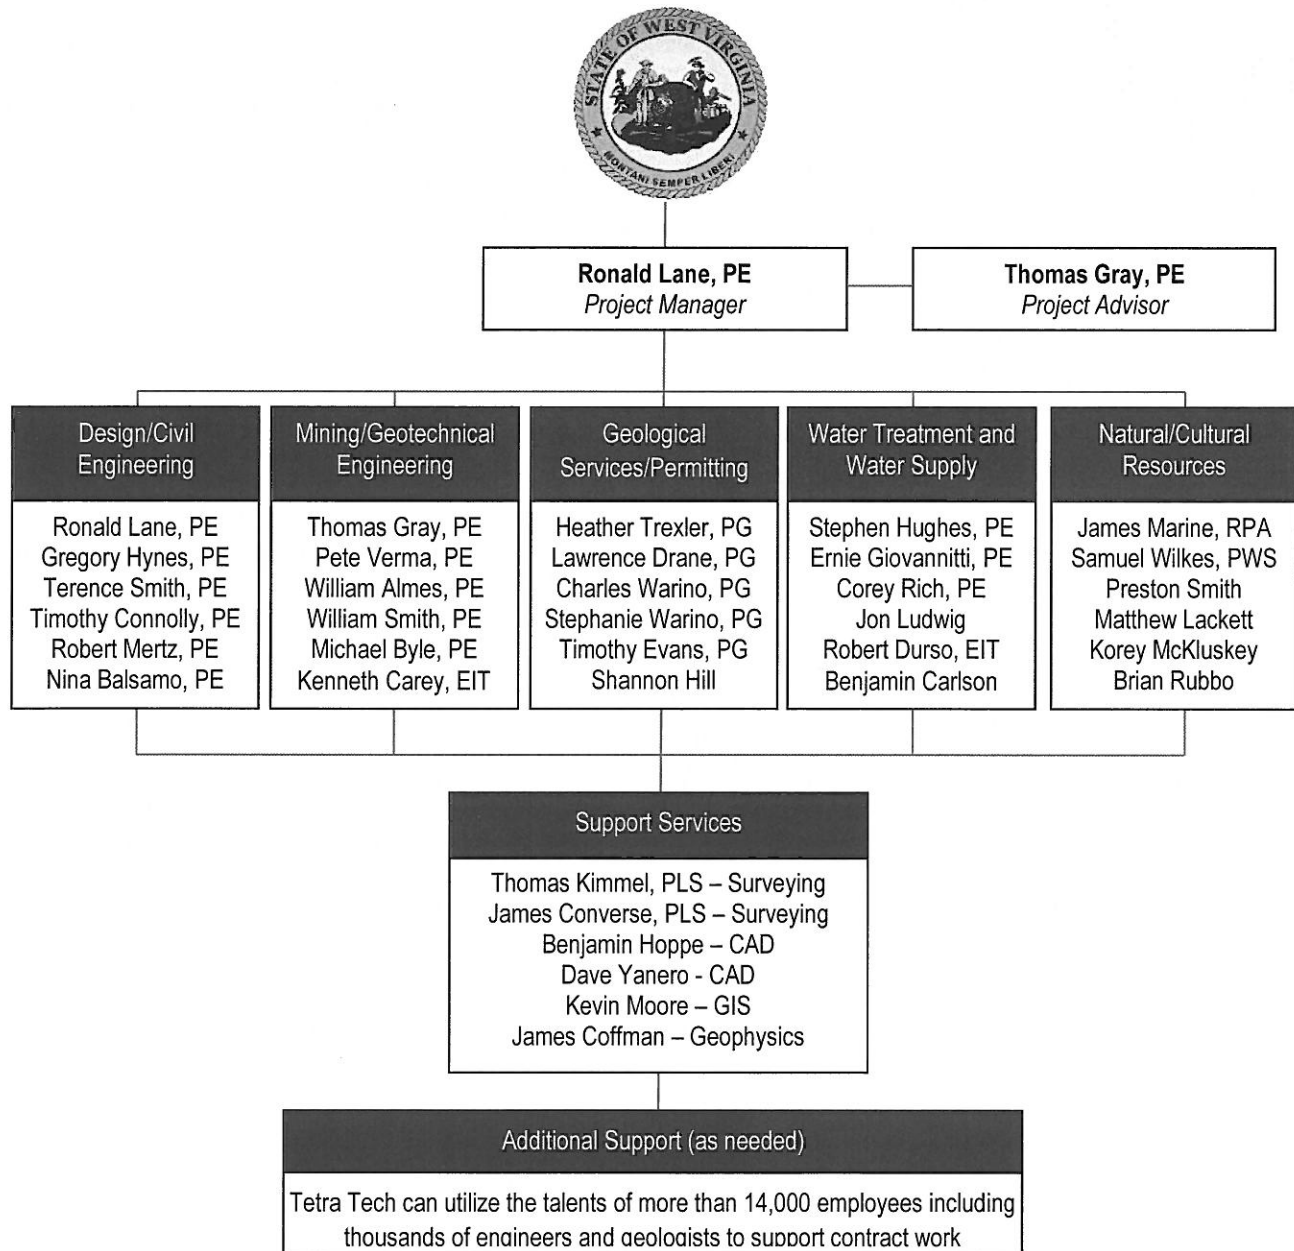 STATE OF WEST VIRGINIA
MONTANI SEMPER LIBERI
Ronald Lane, PE
Project Manager
Thomas Gray, PE
Project Advisor
Design/Civil
Engineering
Ronald Lane, PE
Gregory Hynes, PE
Terence Smith, PE
Timothy Connolly, PE
Robert Mertz, PE
Nina Balsamo, PE
Mining/Geotechnical
Engineering
Thomas Gray, PE
Pete Verma, PE
William Almes, PE
William Smith, PE
Michael Byle, PE
Kenneth Carey, EIT
Geological
Services/Permitting
Heather Trexler, PG
Lawrence Drane, PG
Charles Warino, PG
Stephanie Warino, PG
Timothy Evans, PG
Shannon Hill
Water Treatment and
Water Supply
Stephen Hughes, PE
Ernie Giovannitti, PE
Corey Rich, PE
Jon Ludwig
Robert Durso, EIT
Benjamin Carlson
Natural/Cultural
Resources
James Marine, RPA
Samuel Wilkes, PWS
Preston Smith
Matthew Lackett
Korey McKluskey
Brian Rubbo
Support Services
Thomas Kimmel, PLS – Surveying
James Converse, PLS – Surveying
Benjamin Hoppe – CAD
Dave Yanero - CAD
Kevin Moore – GIS
James Coffman – Geophysics
Additional Support (as needed)
Tetra Tech can utilize the talents of more than 14,000 employees including
thousands of engineers and geologists to support contract work